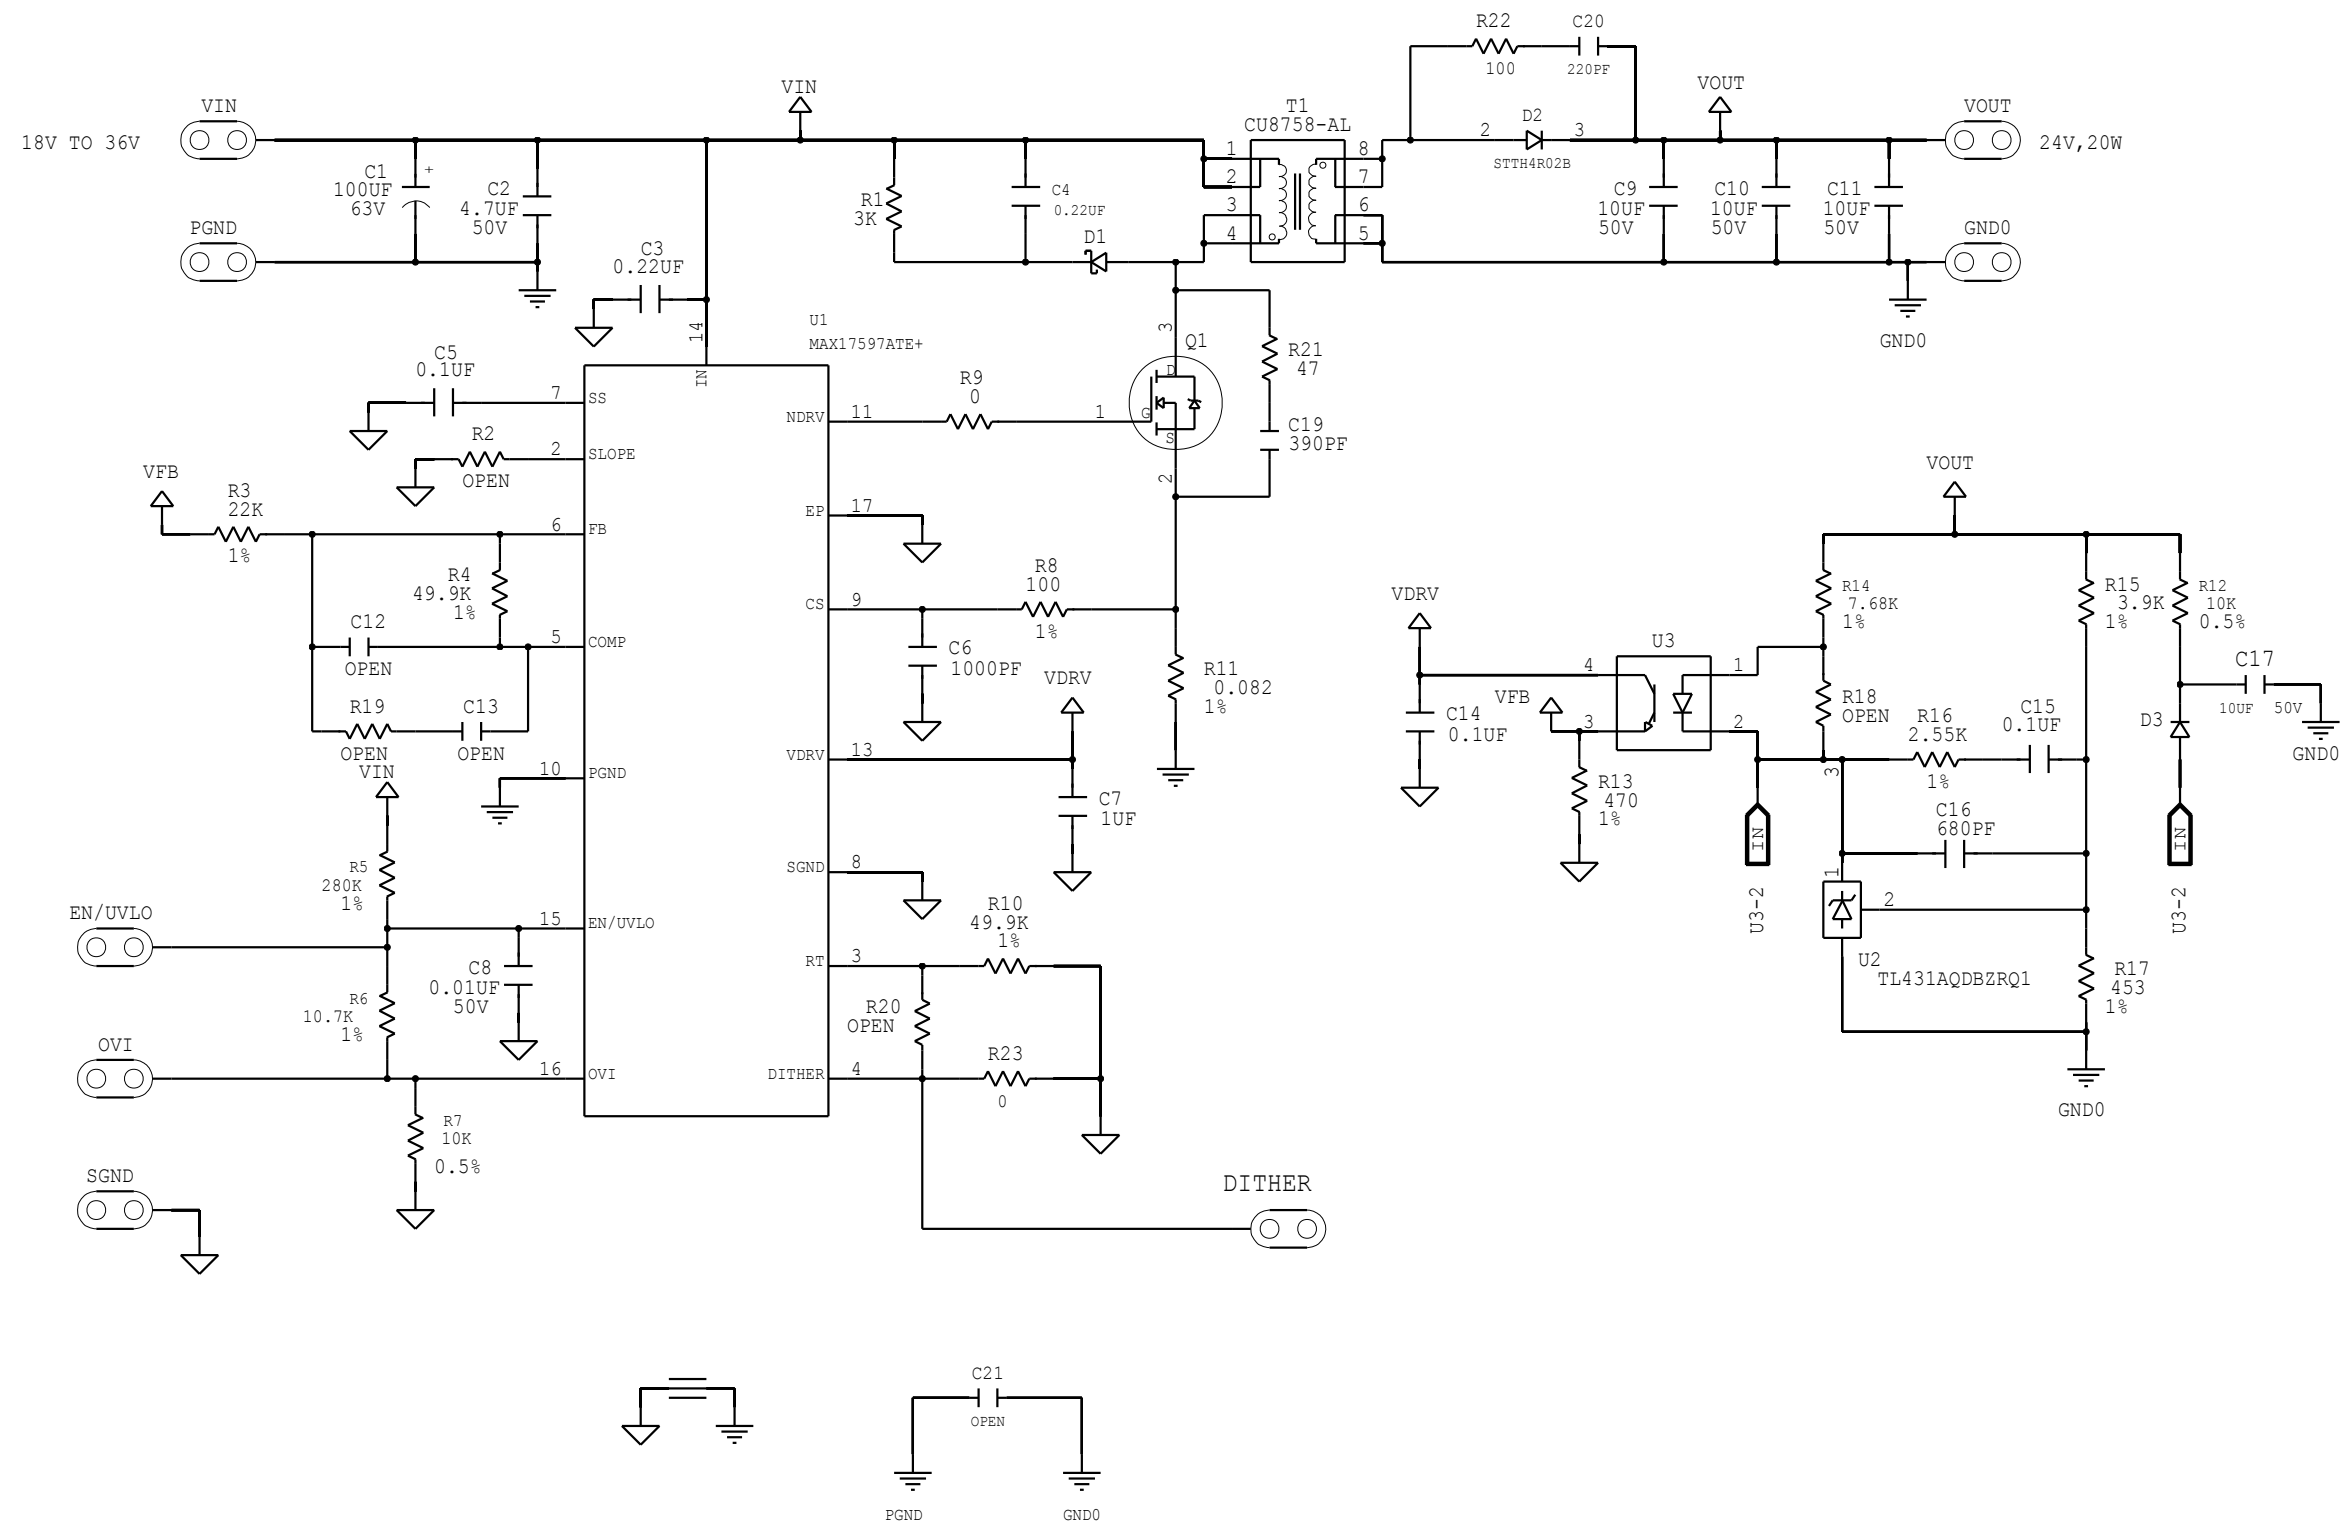 R22
100
C20
220PF
VIN
18V TO 36V
PGND
C1
100UF
63V
+
C2
4.7UF
50V
VIN
C3
0.22UF
14
R1
3K
C4
0.22UF
D1
T1
CU8758-AL
1
2
3
4
8
7
6
5
2
D2
3
STTH4R02B
VOUT
VOUT
24V,20W
C9
10UF
50V
C10
10UF
50V
C11
10UF
50V
GND0
GND0
U1
MAX17597ATE+
IN
C5
0.1UF
7
SS
R2
OPEN
2
SLOPE
VFB
R3
22K
1%
6
FB
R4
49.9K
1%
C12
OPEN
5
COMP
R19
OPEN
C13
OPEN
VIN
10
PGND
R5
280K
1%
EN/UVLO
15
EN/UVLO
C8
0.01UF
50V
R6
10.7K
1%
OVI
16
OVI
R7
10K
0.5%
SGND
NDRV
11
R9
0
1
3
Q1
D
G
S
2
R21
47
C19
390PF
EP
17
CS
9
R8
100
1%
C6
1000PF
R11
0.082
1%
VDRV
VDRV
13
C7
1UF
SGND
8
RT
3
R10
49.9K
1%
R20
OPEN
DITHER
4
R23
0
DITHER
VDRV
C14
0.1UF
VFB
4
3
U3
1
2
R13
470
1%
VOUT
R14
7.68K
1%
R18
OPEN
R15
3.9K
1%
R12
10K
0.5%
C17
10UF
50V
GND0
D3
R16
2.55K
1%
C15
0.1UF
3
C16
680PF
IN
U3-2
IN
U3-2
1
2
U2
TL431AQDBZRQ1
R17
453
1%
GND0
C21
OPEN
PGND
GND0